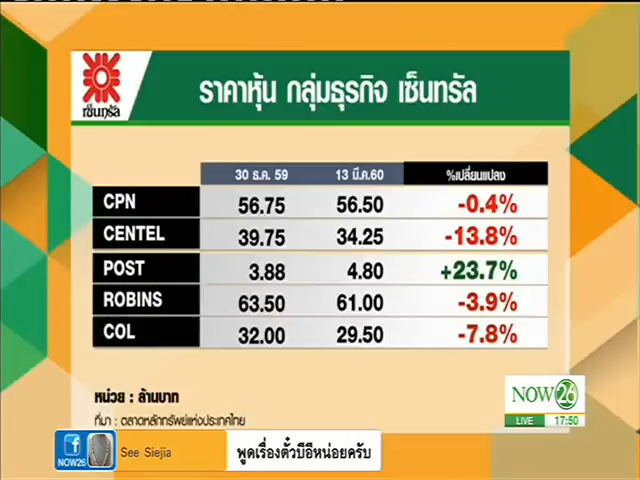 เซ็นทรัล
ราคาหุ้น กลุ่มธุรกิจ เซ็นทรัล
30 ธ.ค. 59 13 มี.ค.60 %เปลี่ยนแปลง
CPN 56.75 56.50 -0.4%
CENTEL 39.75 34.25 -13.8%
POST 3.88 4.80 +23.7%
ROBINS 63.50 61.00 -3.9%
COL 32.00 29.50 -7.8%
หน่วย : ล้านบาท
ที่มา : ตลาดหลักทรัพย์แห่งประเทศไทย
NOW26
LIVE 17:50
f
NOW26
See Siejia
พูดเรื่องตั๋วบีอีหน่อยครับ